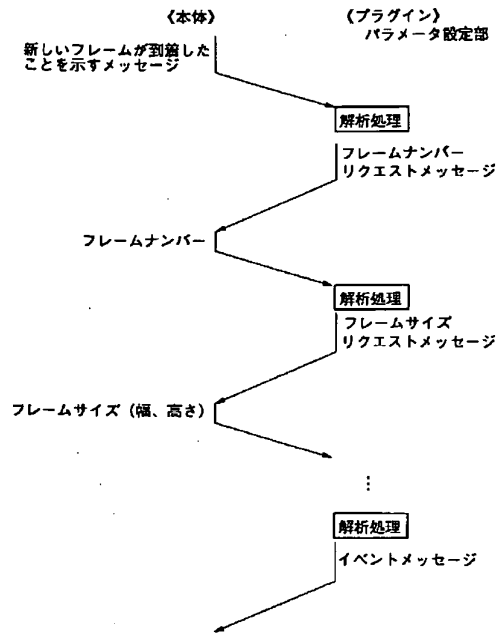 《本体》
《プラグイン》
パラメータ設定部
新しいフレームが到着した
ことを示すメッセージ
解析処理
フレームナンバー
リクエストメッセージ
フレームナンバー
解析処理
フレームサイズ
リクエストメッセージ
フレームサイズ（幅、高さ）
⋮
解析処理
イベントメッセージ